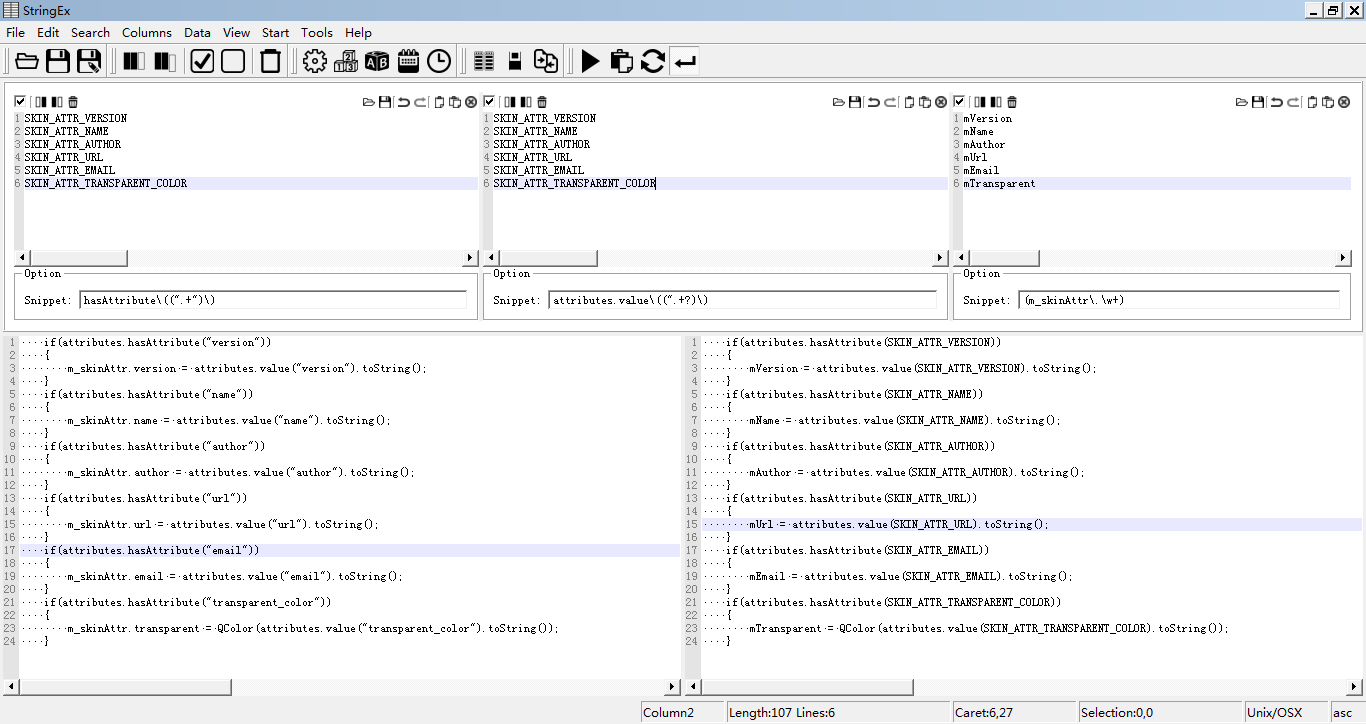 StringEx
File Edit Search Columns Data View Start Tools Help
1 SKIN_ATTR_VERSION
2 SKIN_ATTR_NAME
3 SKIN_ATTR_AUTHOR
4 SKIN_ATTR_URL
5 SKIN_ATTR_EMAIL
6 SKIN_ATTR_TRANSPARENT_COLOR
Option
Snippet: hasAttribute\((".+")\)
1 SKIN_ATTR_VERSION
2 SKIN_ATTR_NAME
3 SKIN_ATTR_AUTHOR
4 SKIN_ATTR_URL
5 SKIN_ATTR_EMAIL
6 SKIN_ATTR_TRANSPARENT_COLOR
Option
Snippet: attributes.value\((".+?)\)
1 mVersion
2 mName
3 mAuthor
4 mUrl
5 mEmail
6 mTransparent
Option
Snippet: (m_skinAttr\.\w+)
1 ····if(attributes.hasAttribute("version"))
2 ····{
3 ········m_skinAttr.version·=·attributes.value("version").toString();
4 ····}
5 ····if(attributes.hasAttribute("name"))
6 ····{
7 ········m_skinAttr.name·=·attributes.value("name").toString();
8 ····}
9 ····if(attributes.hasAttribute("author"))
10 ····{
11 ········m_skinAttr.author·=·attributes.value("author").toString();
12 ····}
13 ····if(attributes.hasAttribute("url"))
14 ····{
15 ········m_skinAttr.url·=·attributes.value("url").toString();
16 ····}
17 ····if(attributes.hasAttribute("email"))
18 ····{
19 ········m_skinAttr.email·=·attributes.value("email").toString();
20 ····}
21 ····if(attributes.hasAttribute("transparent_color"))
22 ····{
23 ········m_skinAttr.transparent·=·QColor(attributes.value("transparent_color").toString());
24 ····}
1 ····if(attributes.hasAttribute(SKIN_ATTR_VERSION))
2 ····{
3 ········mVersion·=·attributes.value(SKIN_ATTR_VERSION).toString();
4 ····}
5 ····if(attributes.hasAttribute(SKIN_ATTR_NAME))
6 ····{
7 ········mName·=·attributes.value(SKIN_ATTR_NAME).toString();
8 ····}
9 ····if(attributes.hasAttribute(SKIN_ATTR_AUTHOR))
10 ····{
11 ········mAuthor·=·attributes.value(SKIN_ATTR_AUTHOR).toString();
12 ····}
13 ····if(attributes.hasAttribute(SKIN_ATTR_URL))
14 ····{
15 ········mUrl·=·attributes.value(SKIN_ATTR_URL).toString();
16 ····}
17 ····if(attributes.hasAttribute(SKIN_ATTR_EMAIL))
18 ····{
19 ········mEmail·=·attributes.value(SKIN_ATTR_EMAIL).toString();
20 ····}
21 ····if(attributes.hasAttribute(SKIN_ATTR_TRANSPARENT_COLOR))
22 ····{
23 ········mTransparent·=·QColor(attributes.value(SKIN_ATTR_TRANSPARENT_COLOR).toString());
24 ····}
Column2 Length:107 Lines:6 Caret:6,27 Selection:0,0 Unix/OSX asc